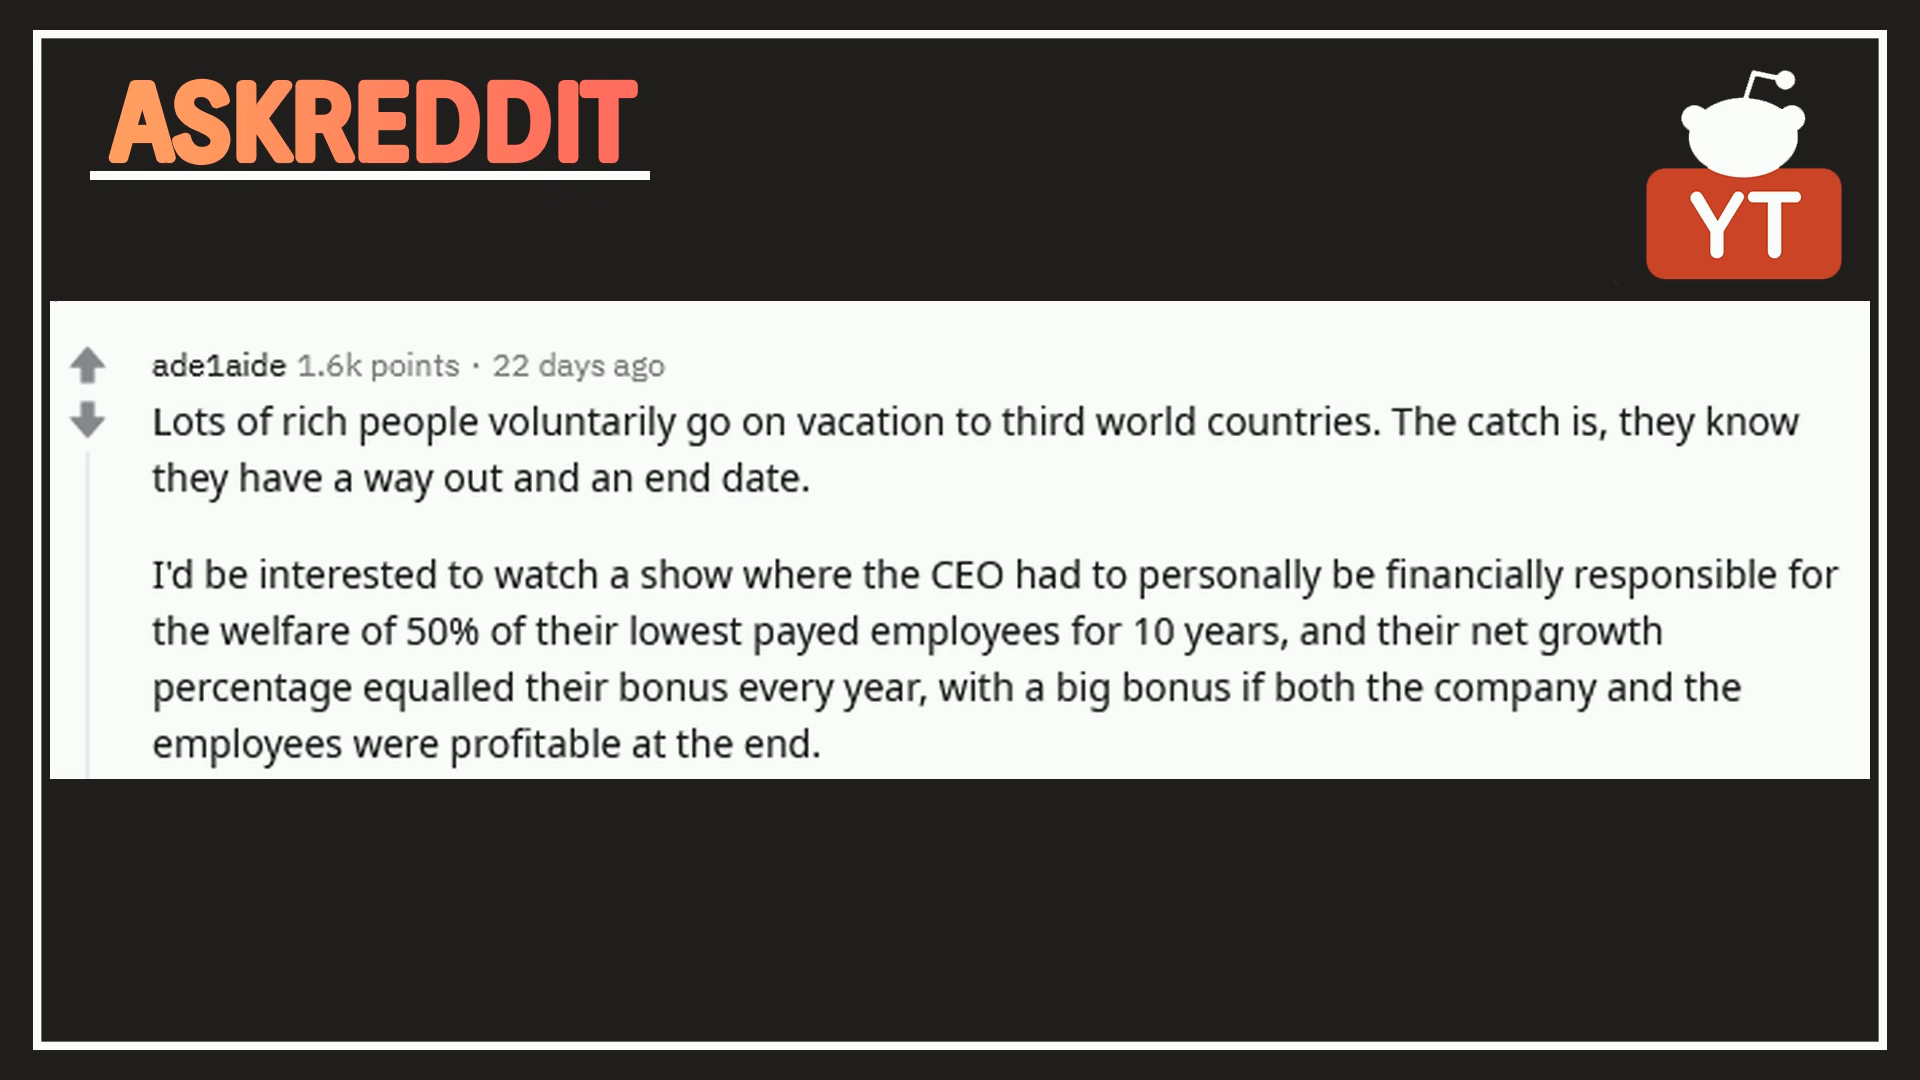 ASKREDDIT
YT
ade1aide 1.6k points · 22 days ago
Lots of rich people voluntarily go on vacation to third world countries. The catch is, they know
they have a way out and an end date.
I'd be interested to watch a show where the CEO had to personally be financially responsible for
the welfare of 50% of their lowest payed employees for 10 years, and their net growth
percentage equalled their bonus every year, with a big bonus if both the company and the
employees were profitable at the end.